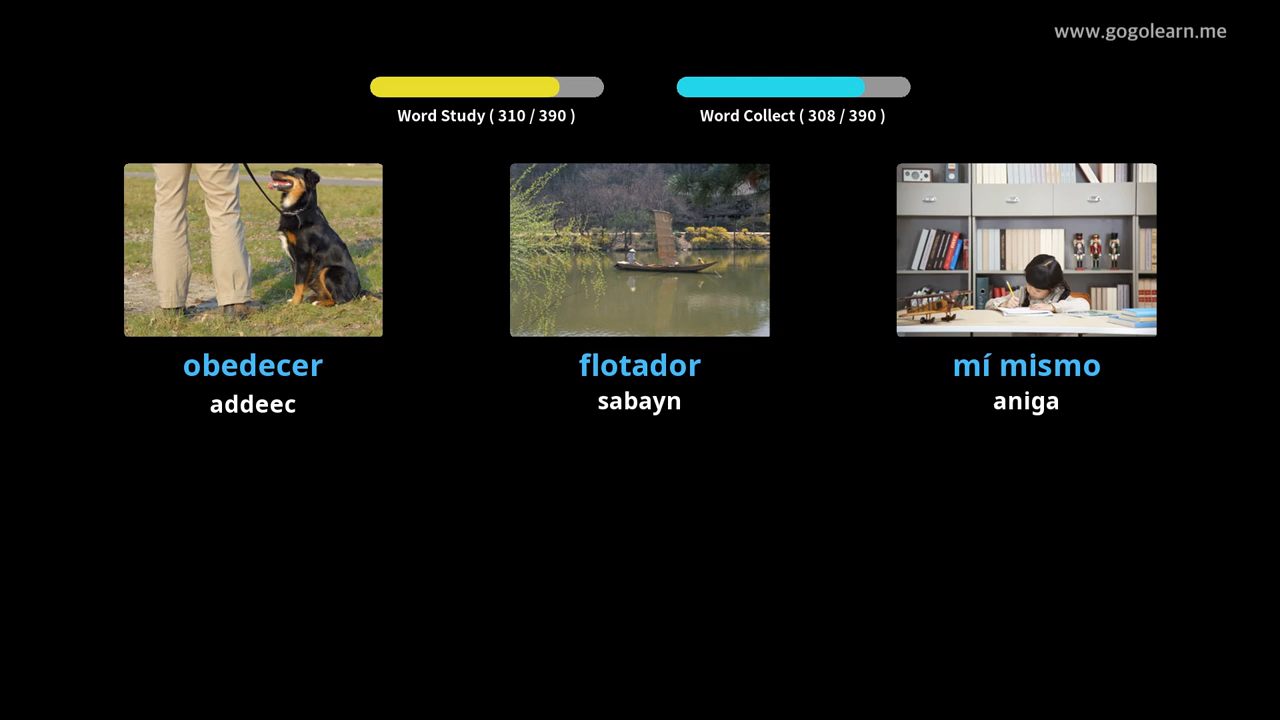 www.gogolearn.me
Word Study ( 310 / 390 )
Word Collect ( 308 / 390 )
obedecer
addeec
flotador
sabayn
mí mismo
aniga